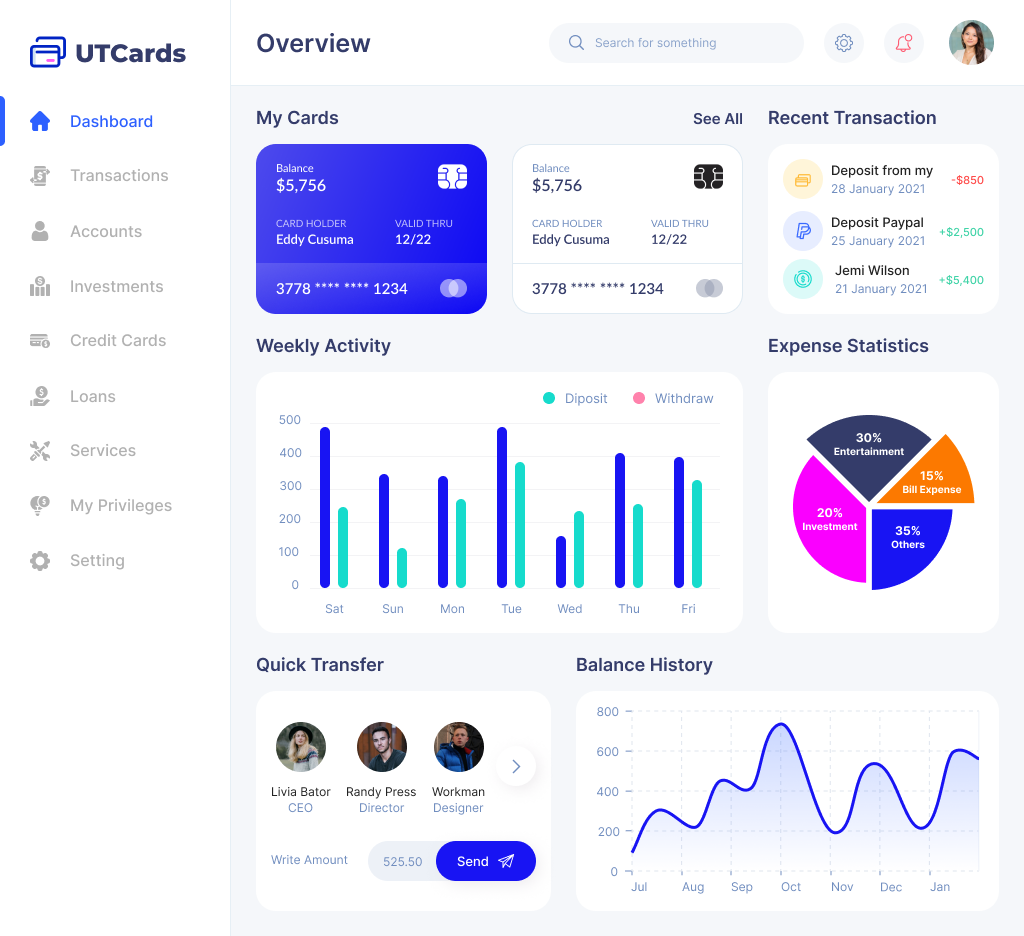 UTCards
Dashboard
Transactions
Accounts
Investments
Credit Cards
Loans
Services
My Privileges
Setting
Overview
Search for something
My Cards
See All
Balance
$5,756
CARD HOLDER
VALID THRU
Eddy Cusuma
12/22
3778 **** **** 1234
Balance
$5,756
CARD HOLDER
VALID THRU
Eddy Cusuma
12/22
3778 **** **** 1234
Recent Transaction
Deposit from my
28 January 2021
-$850
Deposit Paypal
25 January 2021
+$2,500
Jemi Wilson
21 January 2021
+$5,400
Weekly Activity
Diposit
Withdraw
500
400
300
200
100
0
Sat Sun Mon Tue Wed Thu Fri
Expense Statistics
30%
Entertainment
15%
Bill Expense
20%
Investment
35%
Others
Quick Transfer
Livia Bator
CEO
Randy Press
Director
Workman
Designer
Write Amount
525.50
Send
Balance History
800
600
400
200
0
Jul Aug Sep Oct Nov Dec Jan